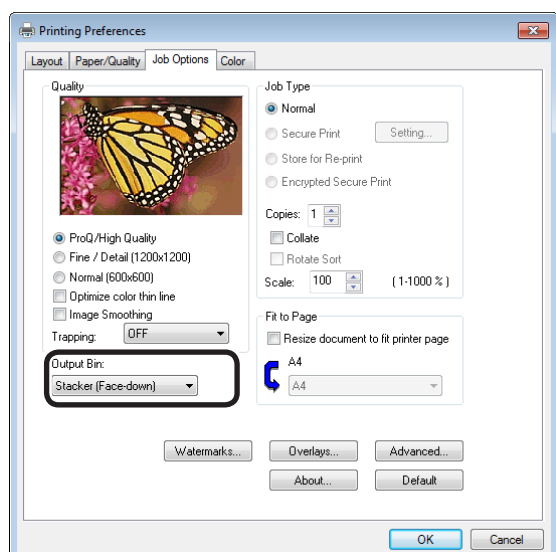 Printing Preferences
Layout Paper/Quality Job Options Color
Quality
ProQ/High Quality
Fine / Detail (1200x1200)
Normal (600x600)
Optimize color thin line
Image Smoothing
Trapping: OFF
Output Bin:
Stacker (Face-down)
Job Type
Normal
Secure Print Setting...
Store for Re-print
Encrypted Secure Print
Copies: 1
Collate
Rotate Sort
Scale: 100 ( 1-1000 % )
Fit to Page
Resize document to fit printer page
A4
A4
Watermarks... Overlays... Advanced...
About... Default
OK Cancel